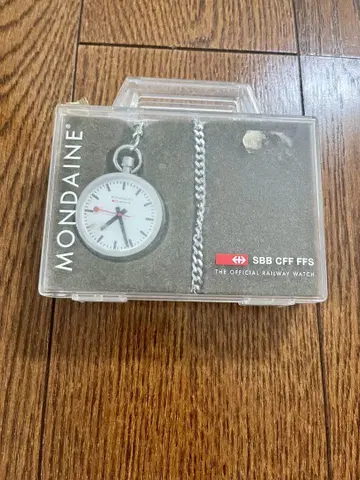 MONDAINE®
SBB CFF FFS
THE OFFICIAL RAILWAY WATCH